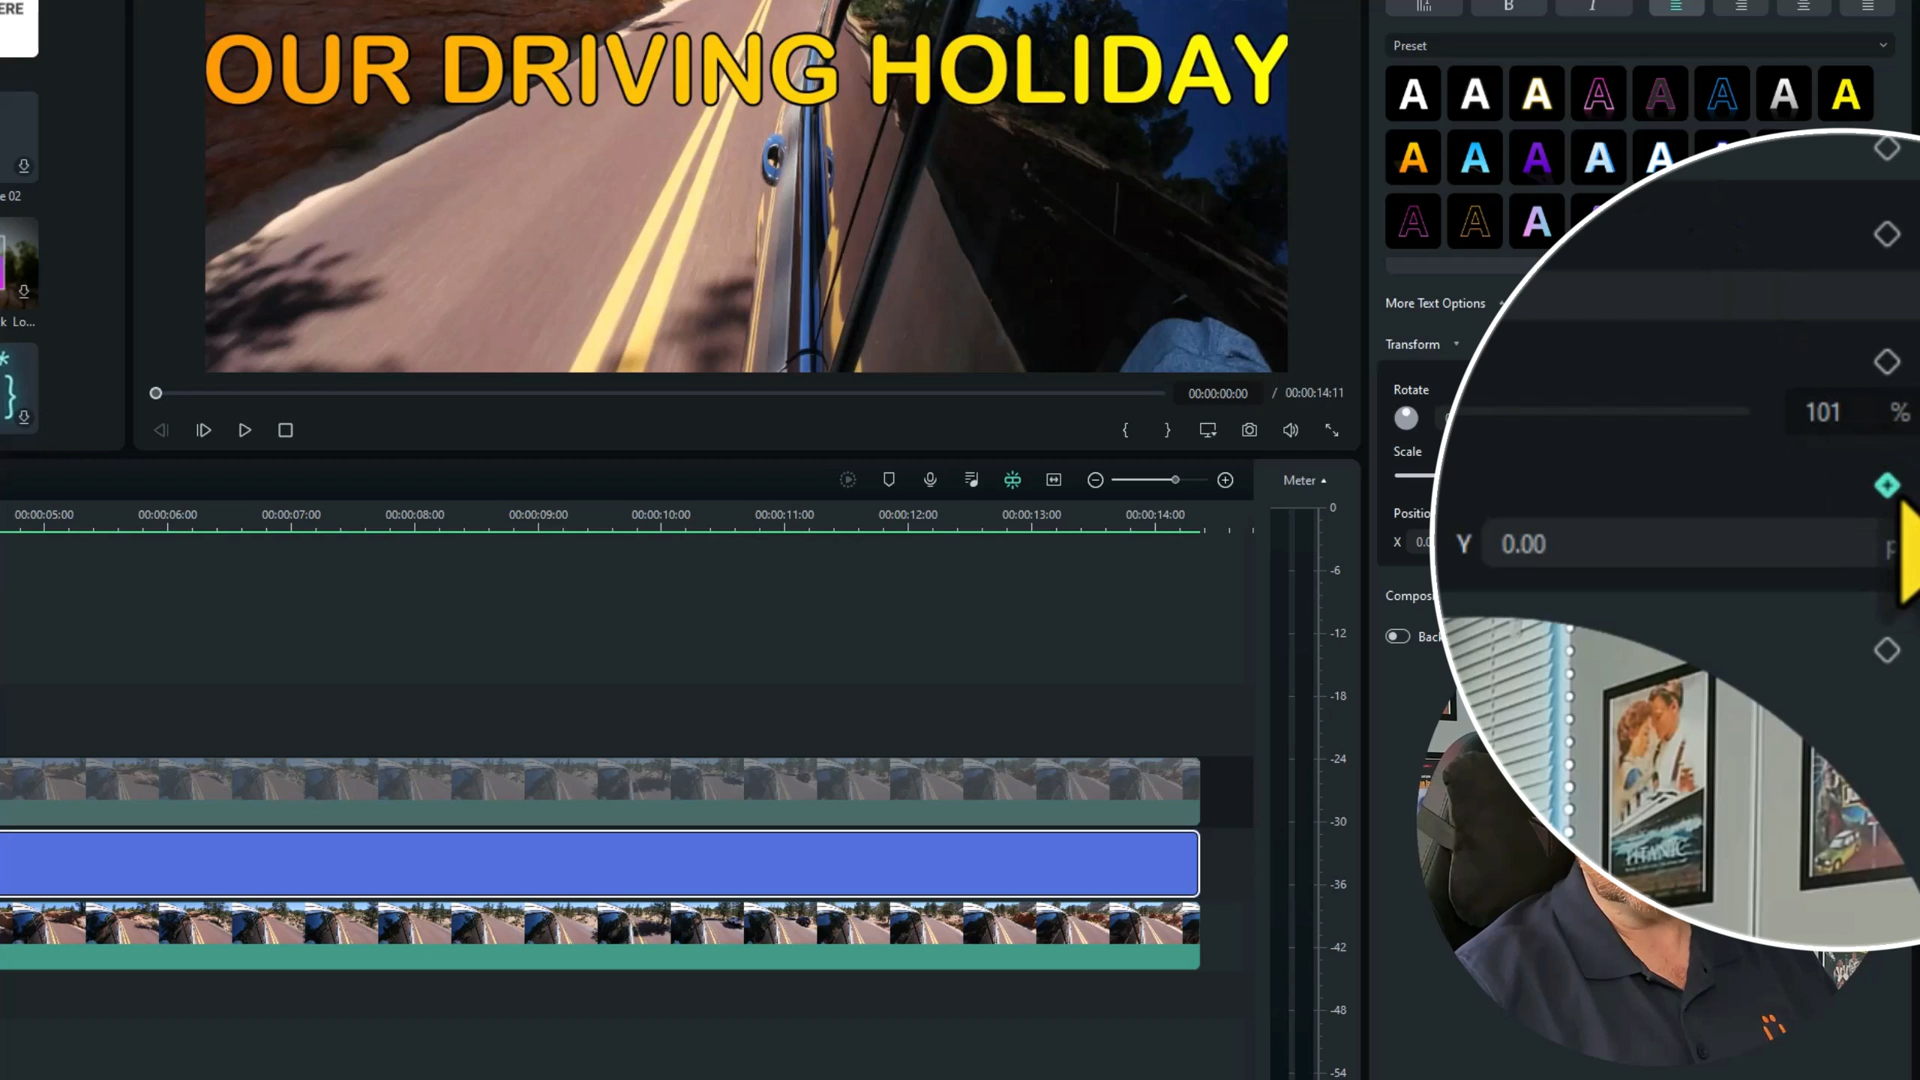 ERE
OUR DRIVING HOLIDAY
B I
Preset
A A A A A A A A
A A A A A
A A A
e 02
k Lo...
More Text Options
Transform
Rotate
Scale
101 %
Position
X 0.0
Y 0.00
Compos
Back
00:00:00:00 / 00:00:14:11
{ }
Meter
00:00:05:00 00:00:06:00 00:00:07:00 00:00:08:00 00:00:09:00 00:00:10:00 00:00:11:00 00:00:12:00 00:00:13:00 00:00:14:00
0
-6
-12
-18
-24
-30
-36
-42
-48
-54
TITANIC